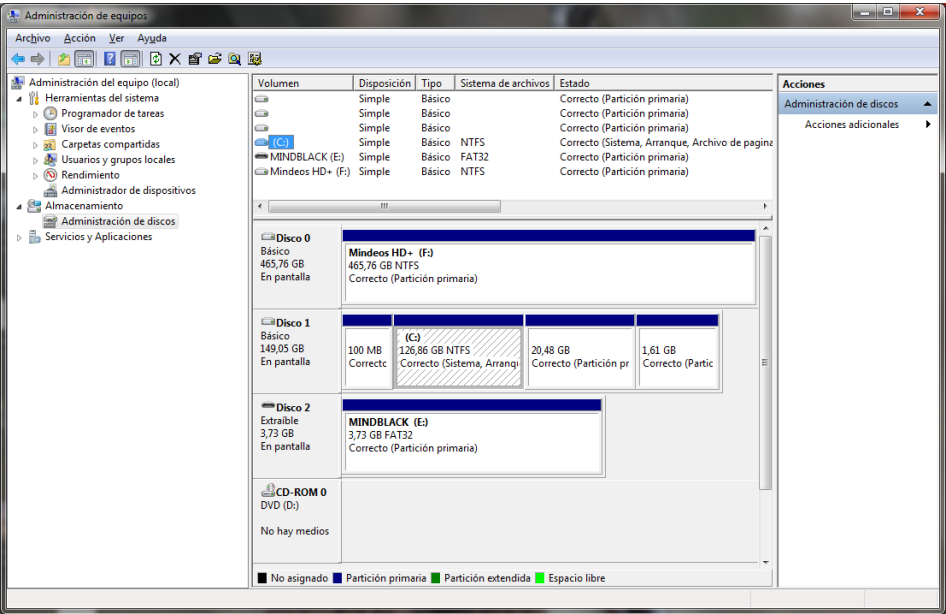 Administración de equipos
Archivo Acción Ver Ayuda
Administración del equipo (local)
Herramientas del sistema
Programador de tareas
Visor de eventos
Carpetas compartidas
Usuarios y grupos locales
Rendimiento
Administrador de dispositivos
Almacenamiento
Administración de discos
Servicios y Aplicaciones
Volumen Disposición Tipo Sistema de archivos Estado
Simple Básico Correcto (Partición primaria)
Simple Básico Correcto (Partición primaria)
Simple Básico Correcto (Partición primaria)
(C:) Simple Básico NTFS Correcto (Sistema, Arranque, Archivo de pagina
MINDBLACK (E:) Simple Básico FAT32 Correcto (Partición primaria)
Mindeos HD+ (F:) Simple Básico NTFS Correcto (Partición primaria)
Disco 0
Básico
465,76 GB
En pantalla
Mindeos HD+ (F:)
465,76 GB NTFS
Correcto (Partición primaria)
Disco 1
Básico
149,05 GB
En pantalla
100 MB
Correctc
(C:)
126,86 GB NTFS
Correcto (Sistema, Arranqu
20,48 GB
Correcto (Partición pr
1,61 GB
Correcto (Partic
Disco 2
Extraíble
3,73 GB
En pantalla
MINDBLACK (E:)
3,73 GB FAT32
Correcto (Partición primaria)
CD-ROM 0
DVD (D:)
No hay medios
No asignado Partición primaria Partición extendida Espacio libre
Acciones
Administración de discos
Acciones adicionales